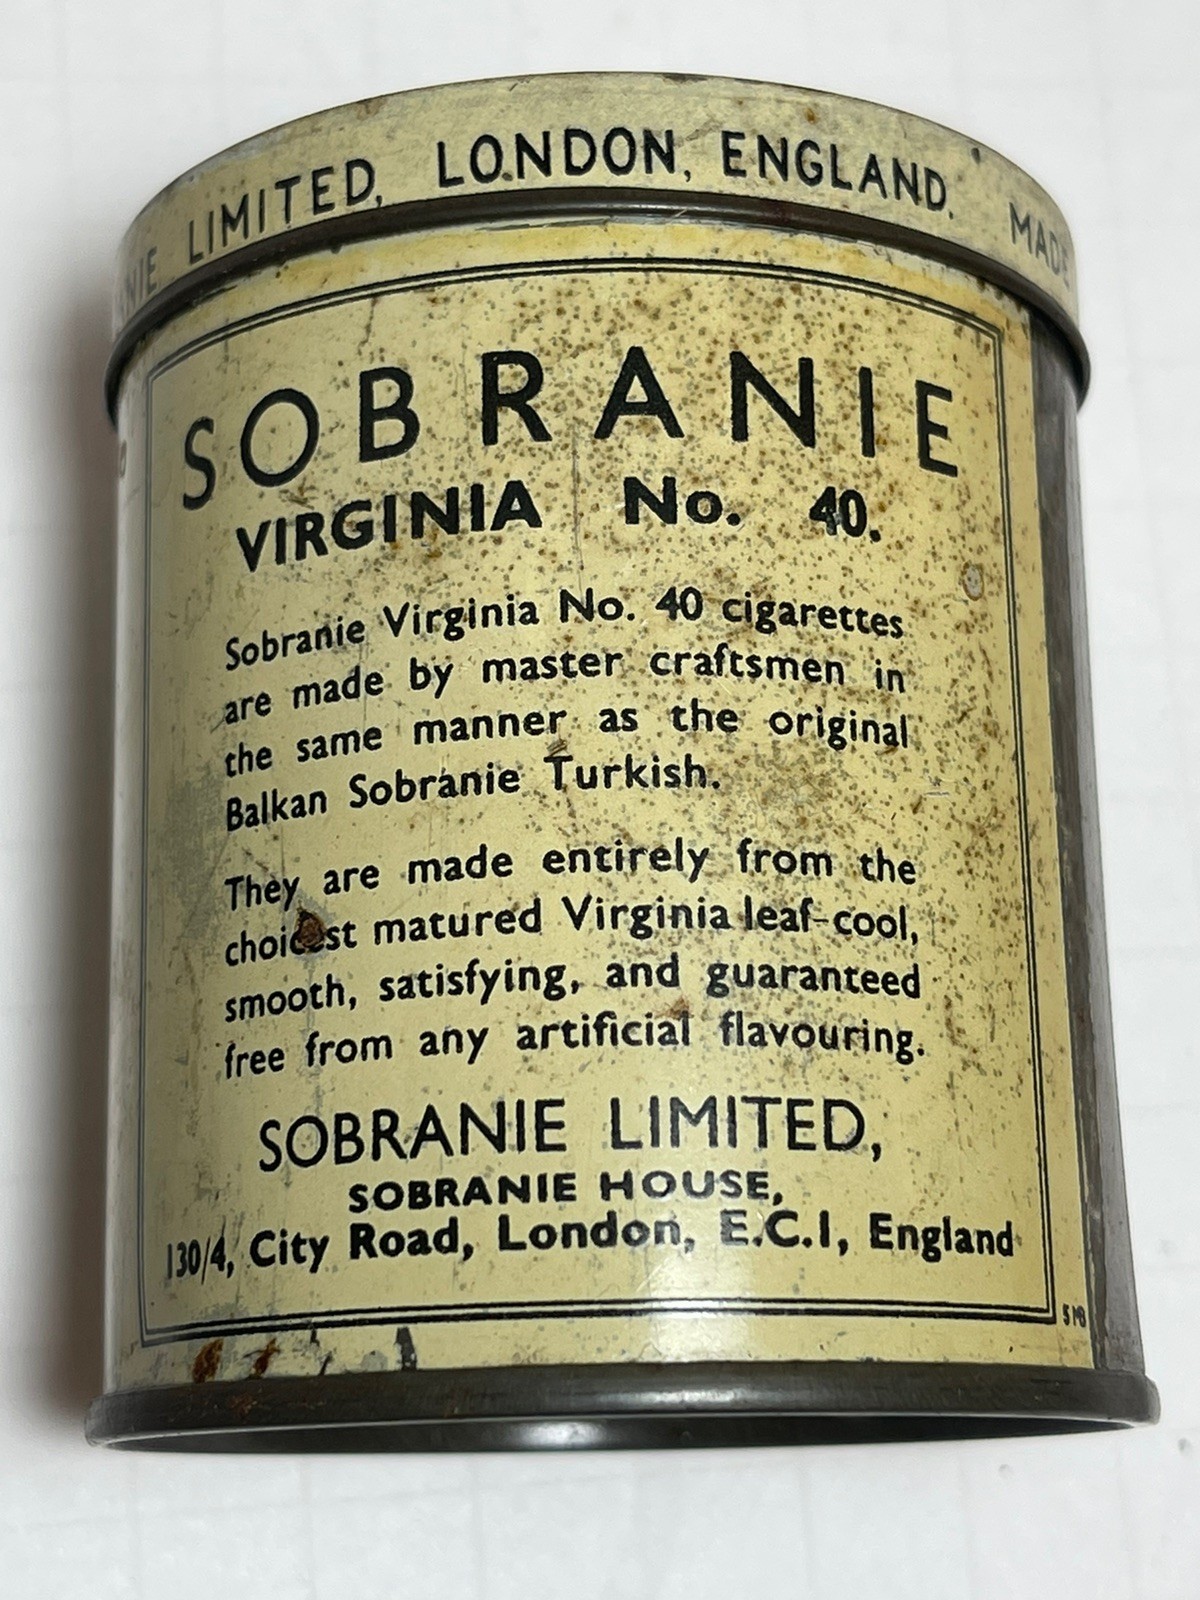 NIE LIMITED, LONDON, ENGLAND. MADE
SOBRANIE
VIRGINIA No. 40.
Sobranie Virginia No. 40 cigarettes
are made by master craftsmen in
the same manner as the original
Balkan Sobranie Turkish.
They are made entirely from the
choicest matured Virginia leaf-cool,
smooth, satisfying, and guaranteed
free from any artificial flavouring.
SOBRANIE LIMITED,
SOBRANIE HOUSE,
130/4, City Road, London, E.C.1, England